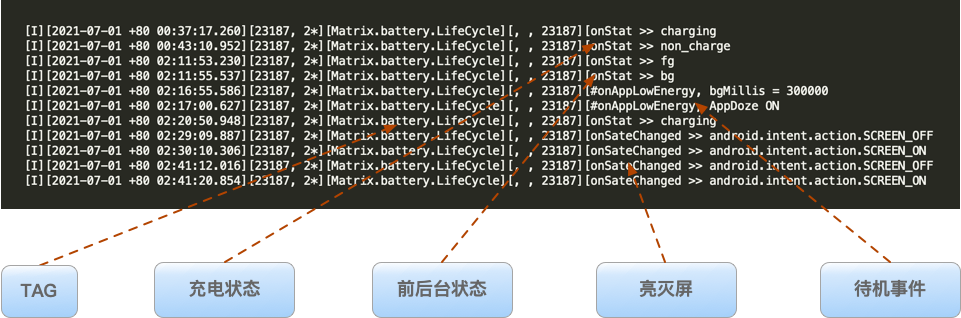 [I][2021-07-01 +80 00:37:17.260][23187, 2*][Matrix.battery.LifeCycle][, , 23187][onStat >> charging
[I][2021-07-01 +80 00:43:10.952][23187, 2*][Matrix.battery.LifeCycle][, , 23187][onStat >> non_charge
[I][2021-07-01 +80 02:11:53.230][23187, 2*][Matrix.battery.LifeCycle][, , 23187][onStat >> fg
[I][2021-07-01 +80 02:11:55.537][23187, 2*][Matrix.battery.LifeCycle][, , 23187][onStat >> bg
[I][2021-07-01 +80 02:16:55.586][23187, 2*][Matrix.battery.LifeCycle][, , 23187][#onAppLowEnergy, bgMillis = 300000
[I][2021-07-01 +80 02:17:00.627][23187, 2*][Matrix.battery.LifeCycle][, , 23187][#onAppLowEnergy, AppDoze ON
[I][2021-07-01 +80 02:20:50.948][23187, 2*][Matrix.battery.LifeCycle][, , 23187][onStat >> charging
[I][2021-07-01 +80 02:29:09.887][23187, 2*][Matrix.battery.LifeCycle][, , 23187][onSateChanged >> android.intent.action.SCREEN_OFF
[I][2021-07-01 +80 02:30:10.306][23187, 2*][Matrix.battery.LifeCycle][, , 23187][onSateChanged >> android.intent.action.SCREEN_ON
[I][2021-07-01 +80 02:41:12.016][23187, 2*][Matrix.battery.LifeCycle][, , 23187][onSateChanged >> android.intent.action.SCREEN_OFF
[I][2021-07-01 +80 02:41:20.854][23187, 2*][Matrix.battery.LifeCycle][, , 23187][onSateChanged >> android.intent.action.SCREEN_ON
TAG
充电状态
前后台状态
亮灭屏
待机事件